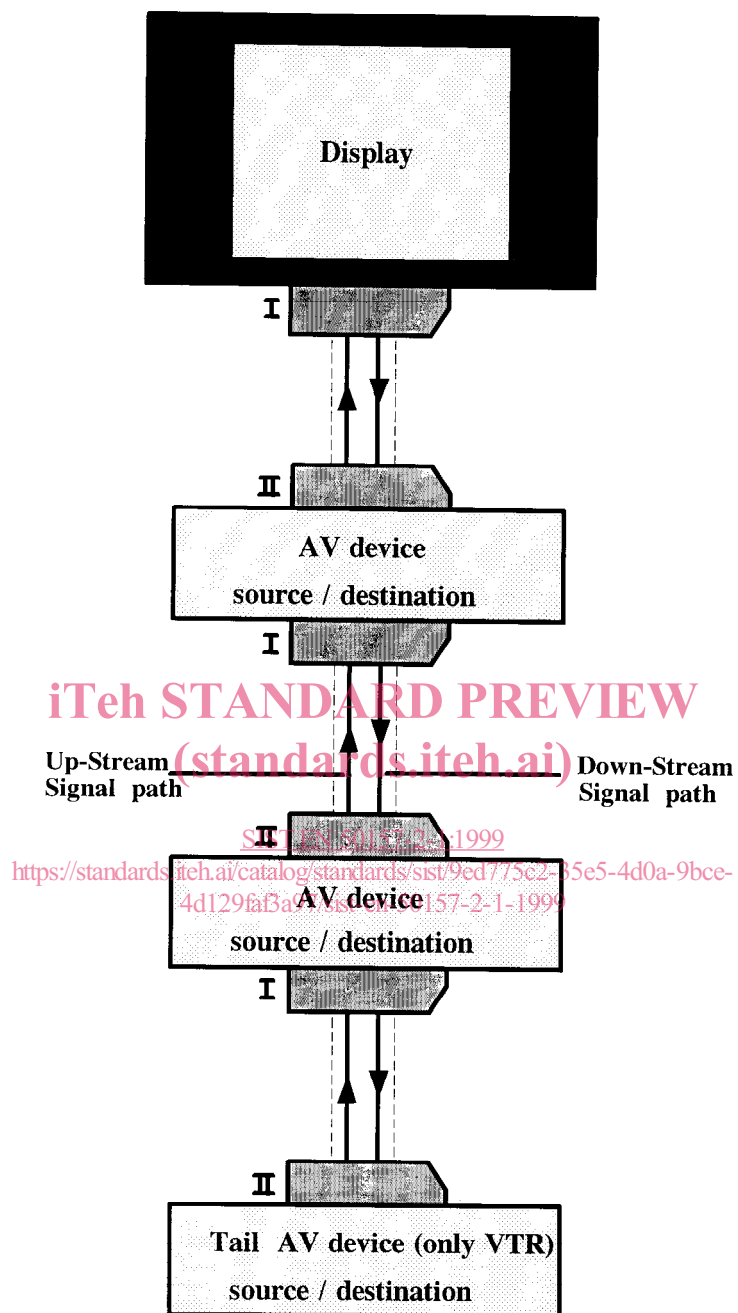 Display
I
II
AV device
source / destination
I
iTeh STANDARD PREVIEW
(standards.iteh.ai)
Up-Stream
Signal path
Down-Stream
Signal path
II
SIST EN 50157-2-1:1999
https://standards.iteh.ai/catalog/standards/sist/9ed775c2-35e5-4d0a-9bce-
4d129faf3a97/sist-en-50157-2-1-1999
AV device
source / destination
I
II
Tail AV device (only VTR)
source / destination